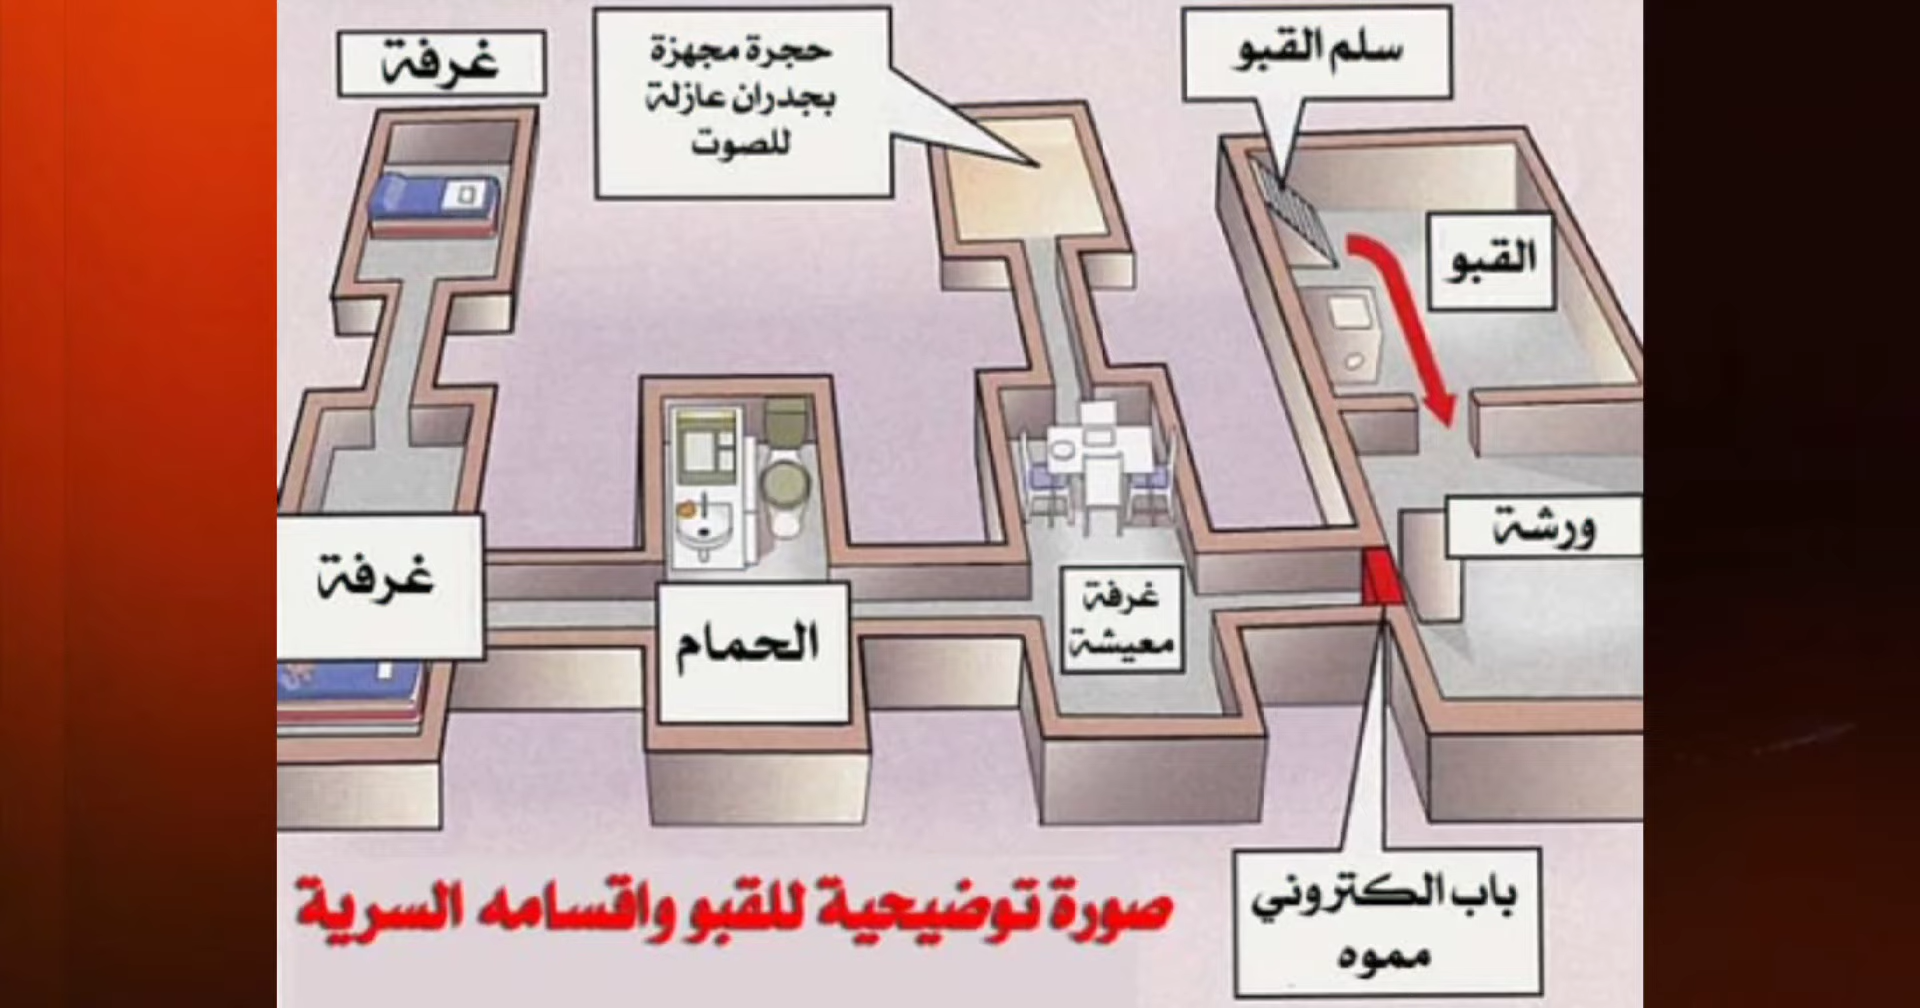 سلم القبو
حجرة مجهزة
بجدران عازلة
للصوت
غرفة
القبو
ورشة
غرفة
معيشة
الحمام
غرفة
باب الكتروني
مموه
صورة توضيحية للقبو واقسامه السرية